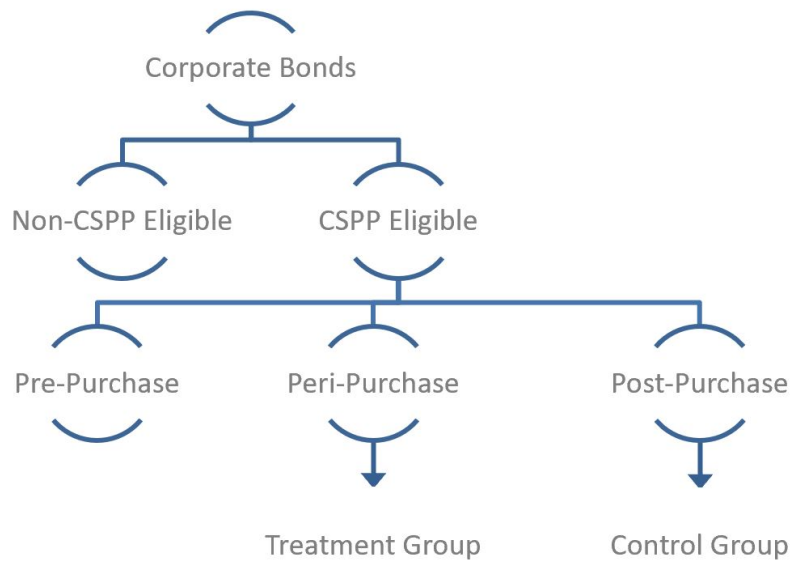 Corporate Bonds
Non-CSPP Eligible
CSPP Eligible
Pre-Purchase
Peri-Purchase
Post-Purchase
Treatment Group
Control Group